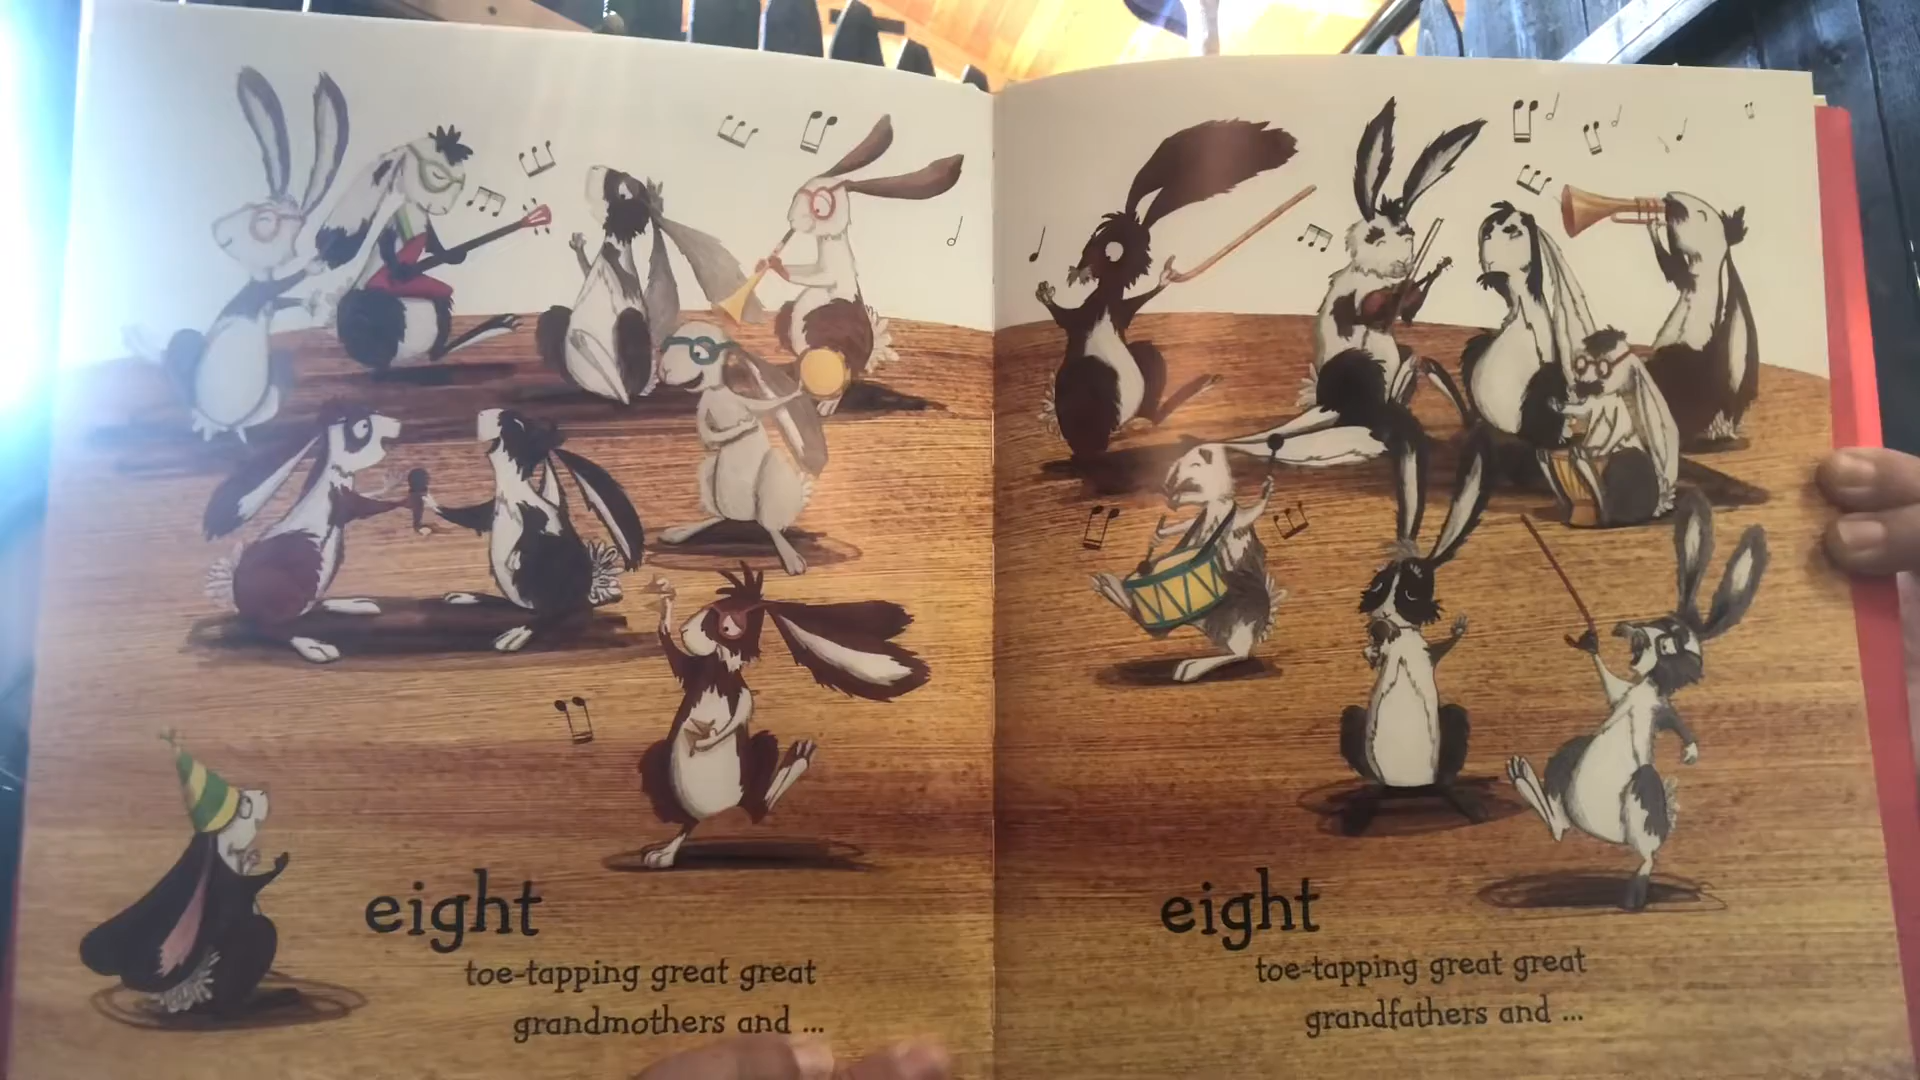 eight
toe-tapping great great
grandmothers and ...
eight
toe-tapping great great
grandfathers and ...